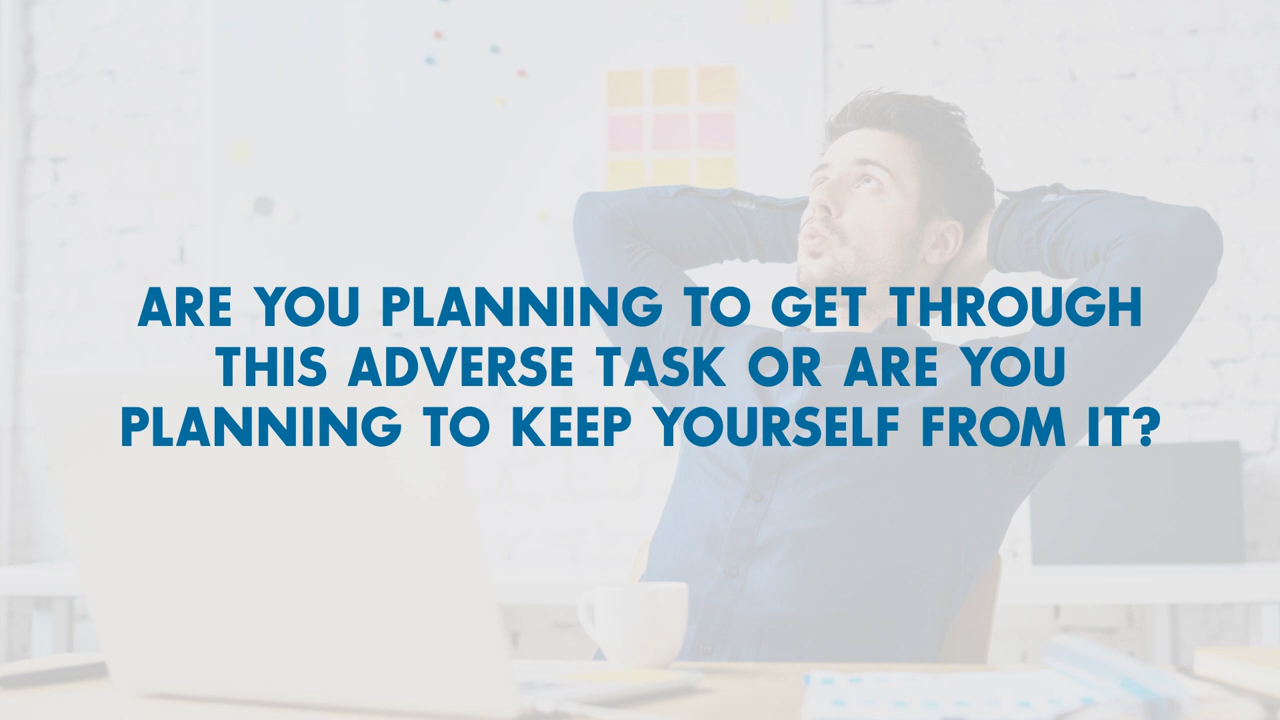 ARE YOU PLANNING TO GET THROUGH
THIS ADVERSE TASK OR ARE YOU
PLANNING TO KEEP YOURSELF FROM IT?